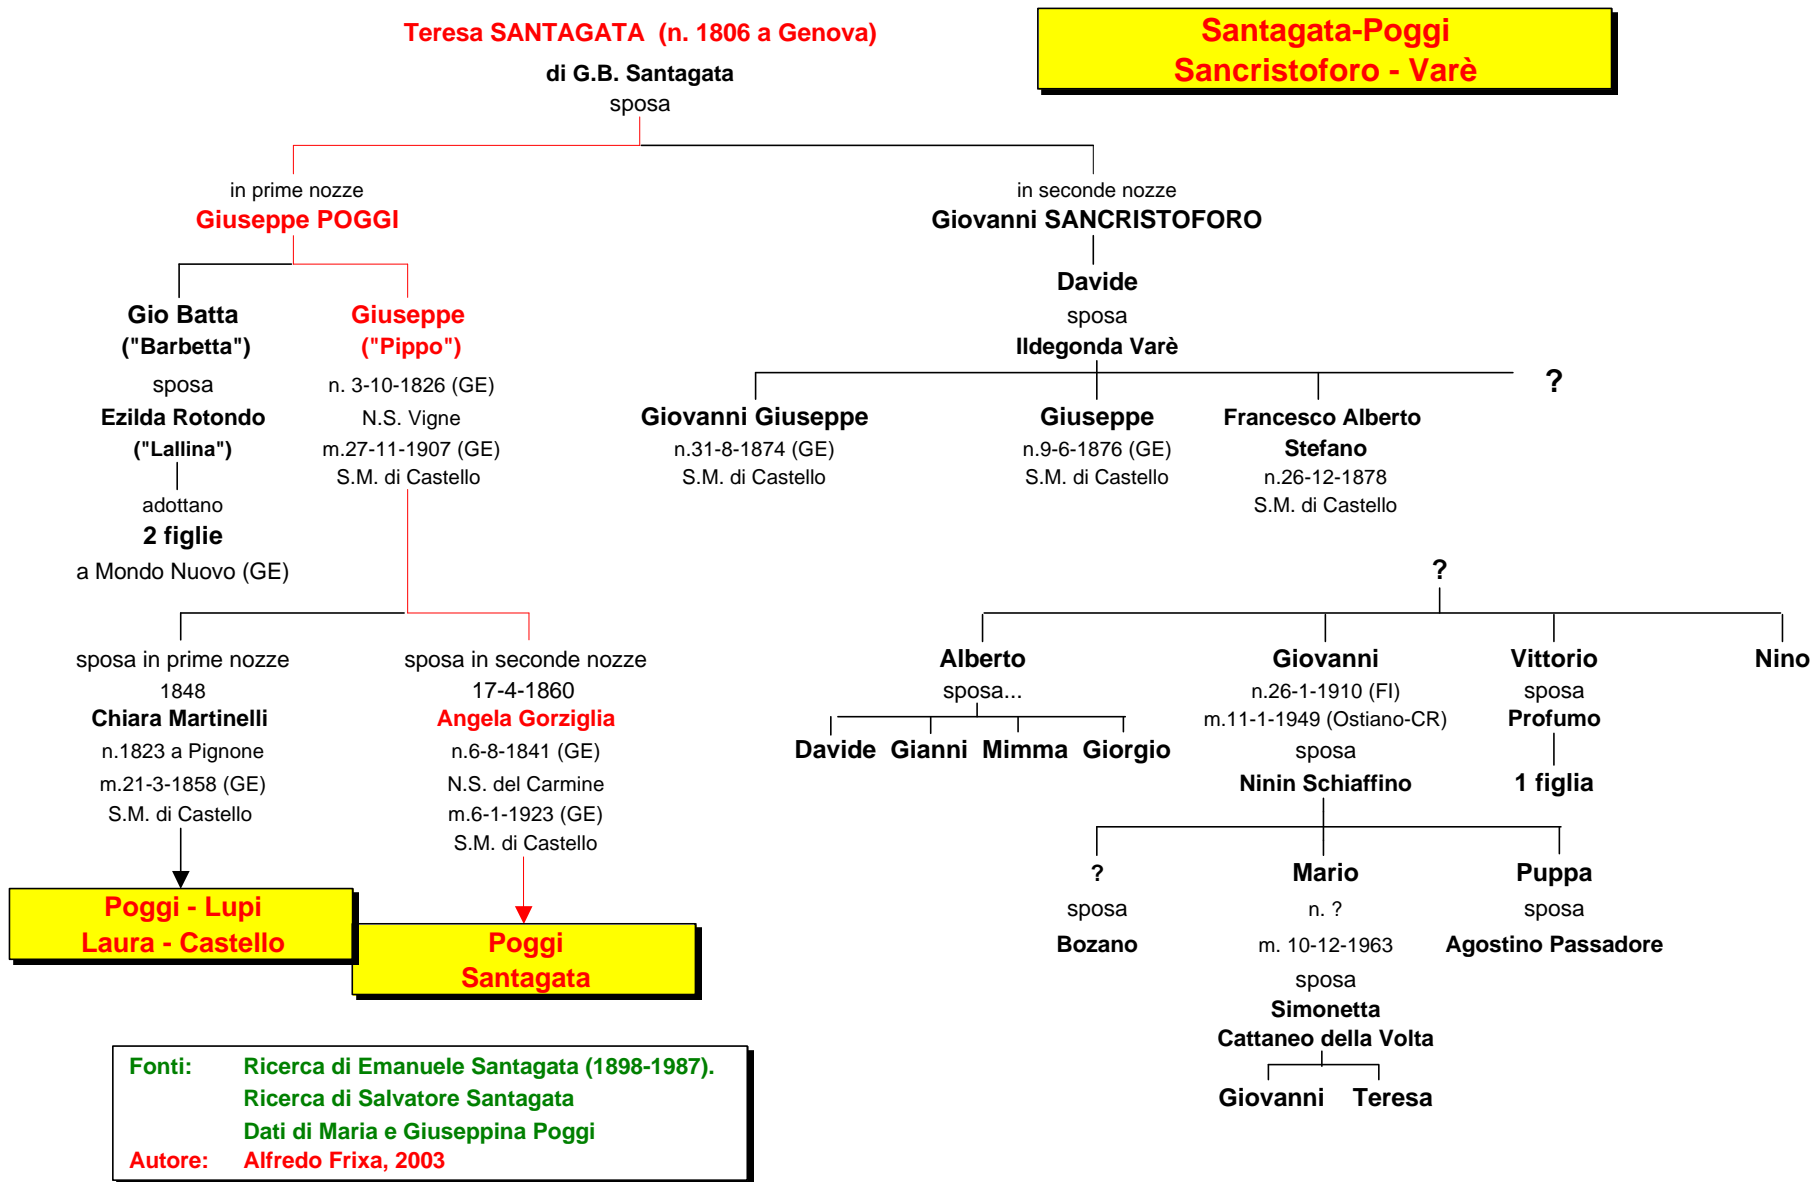 Teresa SANTAGATA  (n. 1806 a Genova)
di G.B. Santagata
sposa
Santagata-Poggi
Sancristoforo - Varè
in prime nozze
Giuseppe POGGI
in seconde nozze
Giovanni SANCRISTOFORO
Gio Batta
("Barbetta")
sposa
Ezilda Rotondo
("Lallina")
adottano
2 figlie
a Mondo Nuovo (GE)
Giuseppe
("Pippo")
n. 3-10-1826 (GE)
N.S. Vigne
m.27-11-1907 (GE)
S.M. di Castello
Davide
sposa
Ildegonda Varè
Giovanni Giuseppe
n.31-8-1874 (GE)
S.M. di Castello
Giuseppe
n.9-6-1876 (GE)
S.M. di Castello
Francesco Alberto
Stefano
n.26-12-1878
S.M. di Castello
?
sposa in prime nozze
1848
Chiara Martinelli
n.1823 a Pignone
m.21-3-1858 (GE)
S.M. di Castello
Poggi - Lupi
Laura - Castello
sposa in seconde nozze
17-4-1860
Angela Gorziglia
n.6-8-1841 (GE)
N.S. del Carmine
m.6-1-1923 (GE)
S.M. di Castello
Poggi
Santagata
?
Alberto
sposa...
Davide Gianni Mimma Giorgio
Giovanni
n.26-1-1910 (FI)
m.11-1-1949 (Ostiano-CR)
sposa
Ninin Schiaffino
Vittorio
sposa
Profumo
1 figlia
Nino
?
sposa
Bozano
Mario
n. ?
m. 10-12-1963
sposa
Simonetta
Cattaneo della Volta
Giovanni Teresa
Puppa
sposa
Agostino Passadore
Fonti: Ricerca di Emanuele Santagata (1898-1987).
Ricerca di Salvatore Santagata
Dati di Maria e Giuseppina Poggi
Autore: Alfredo Frixa, 2003